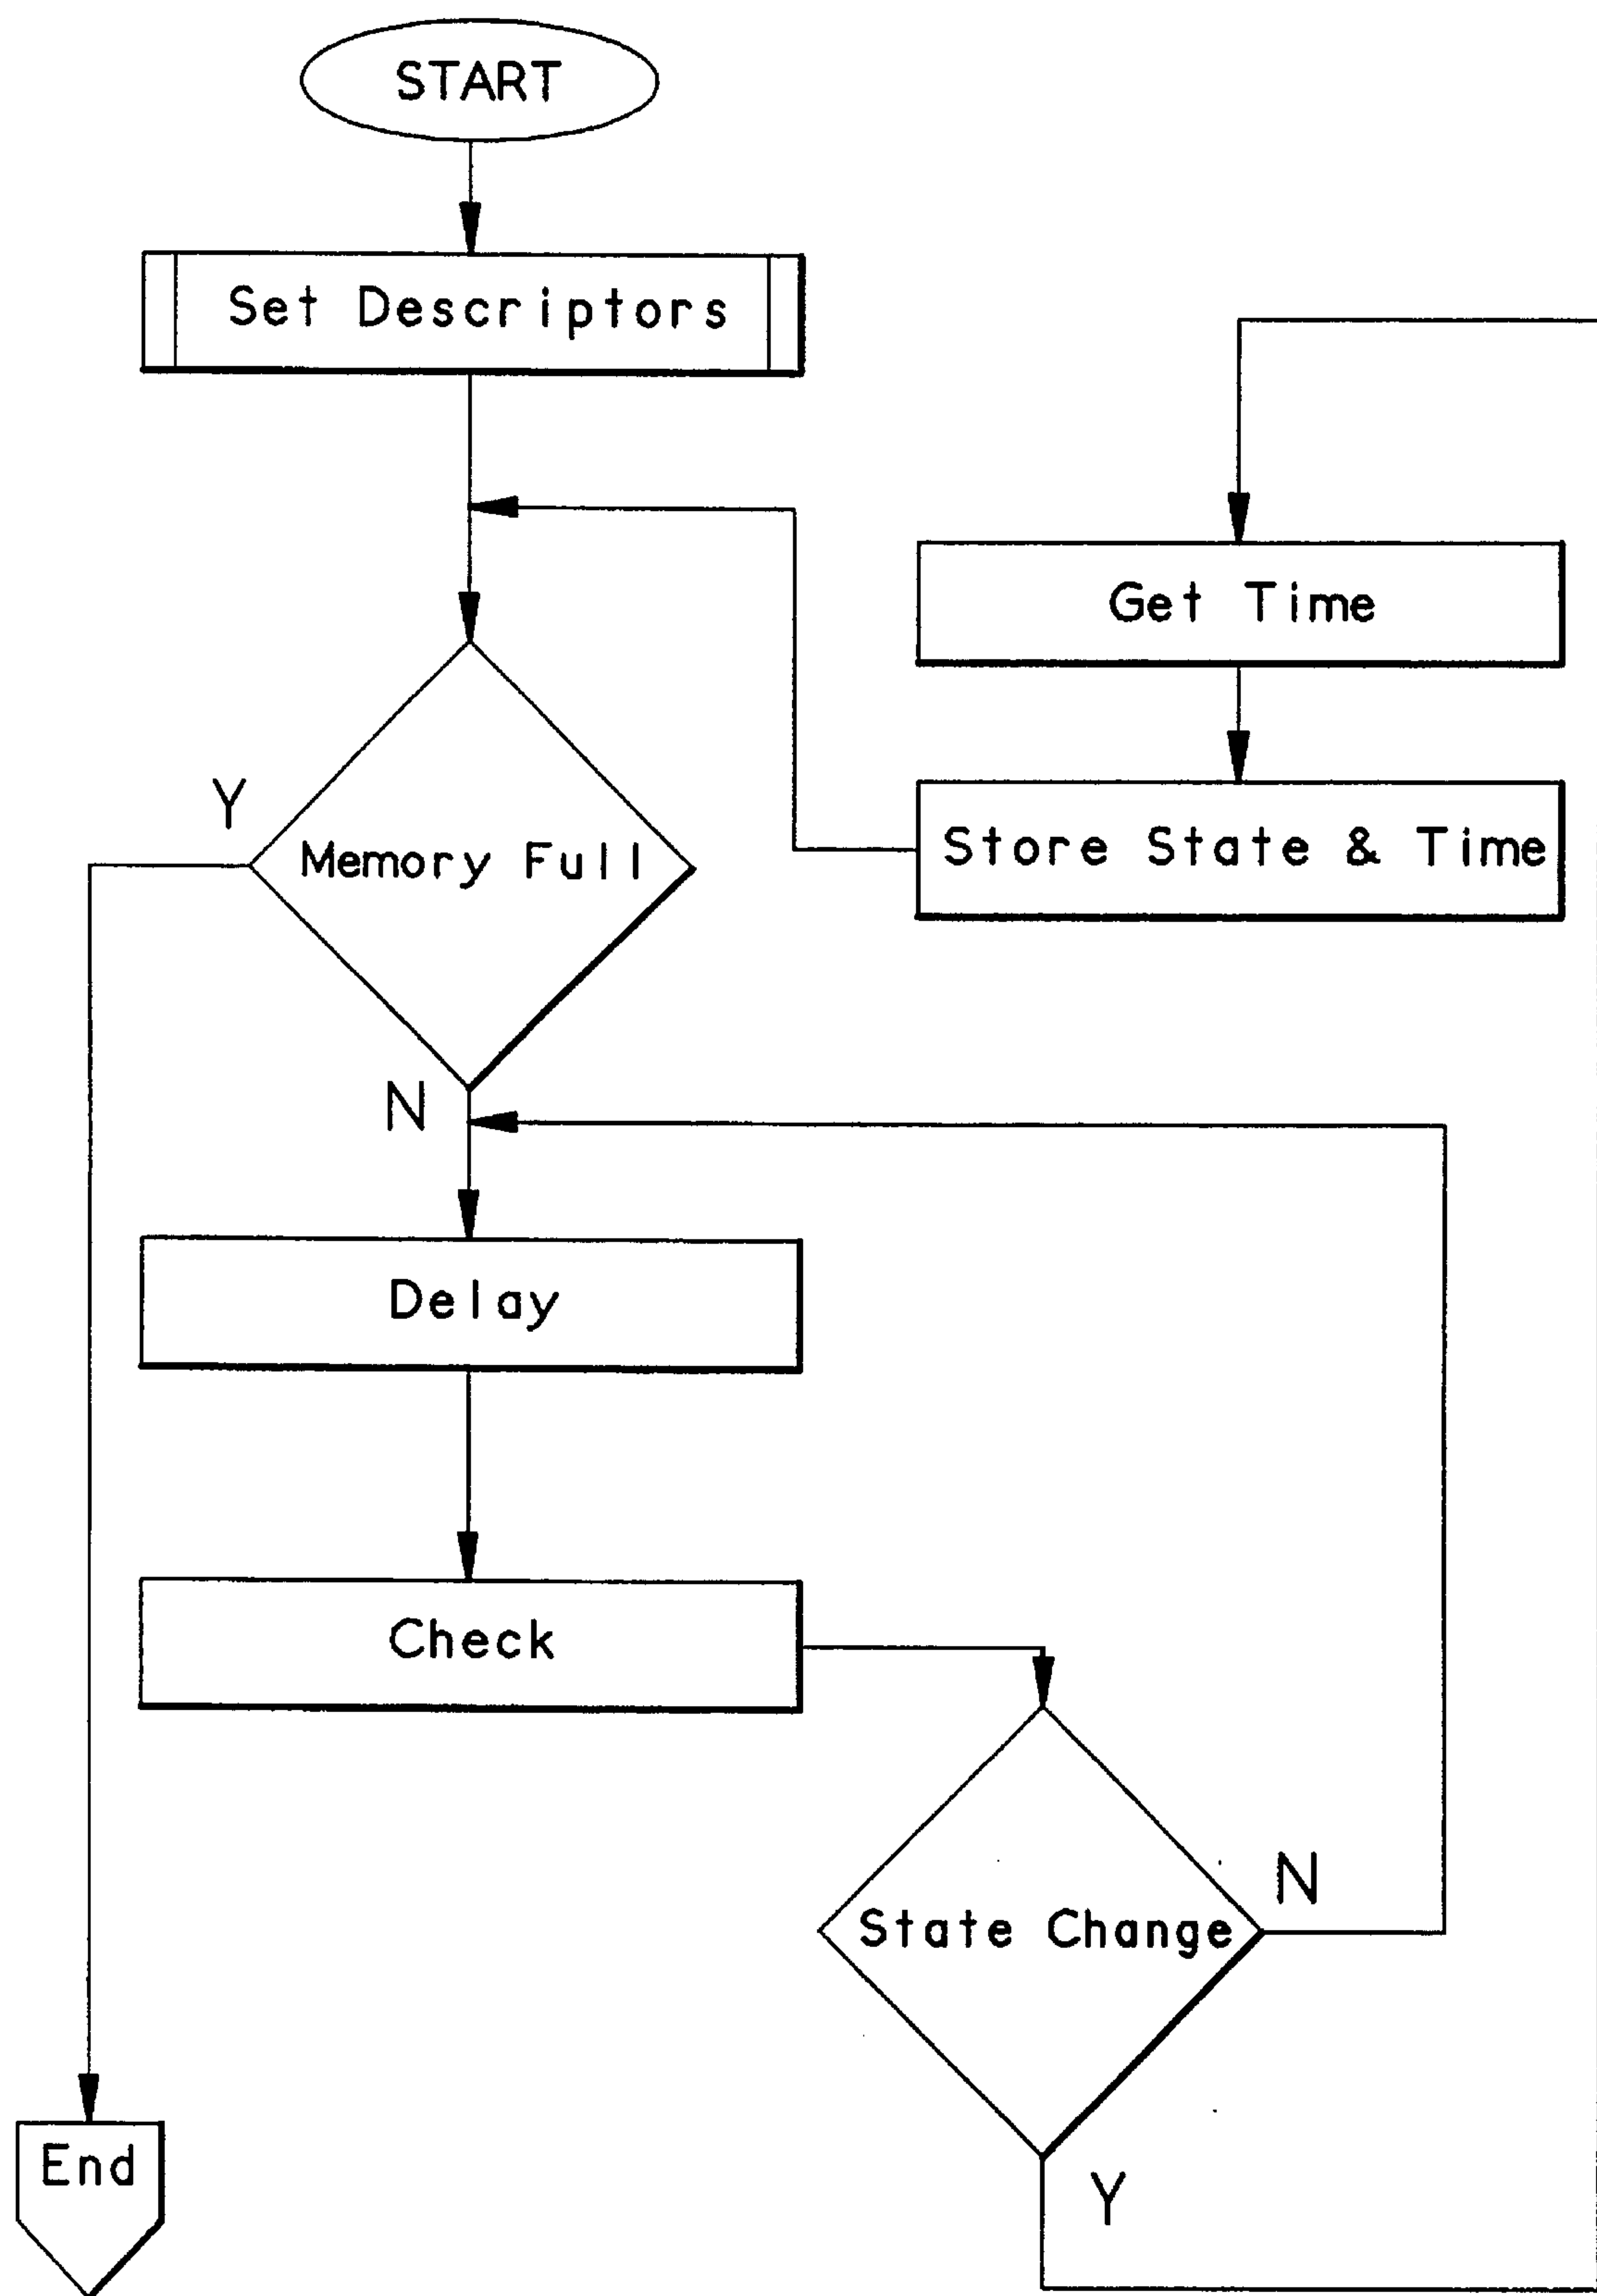 START
Set Descriptors
Get Time
Y
Memory Full
Store State & Time
N
Delay
Check
N
State Change
End
Y